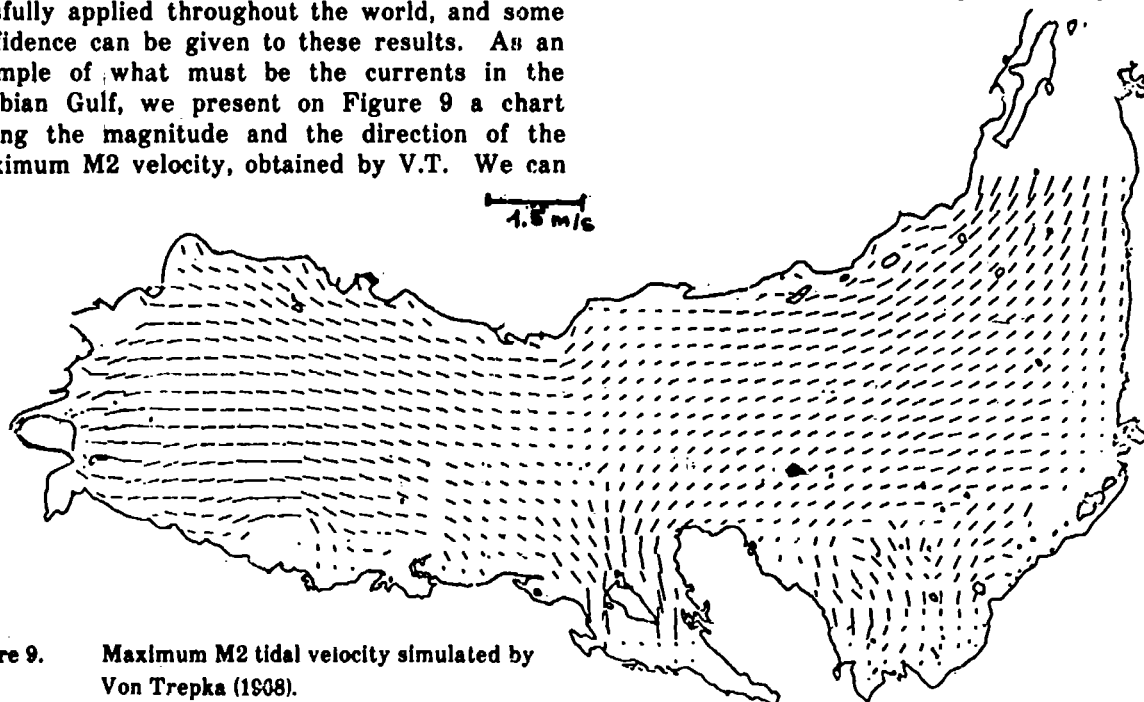 sfully applied throughout the world, and some
fidence can be given to these results. As an
mple of what must be the currents in the
bian Gulf, we present on Figure 9 a chart
ing the magnitude and the direction of the
ximum M2 velocity, obtained by V.T. We can
1.5 m/s
re 9. Maximum M2 tidal velocity simulated by
Von Trepka (1968).